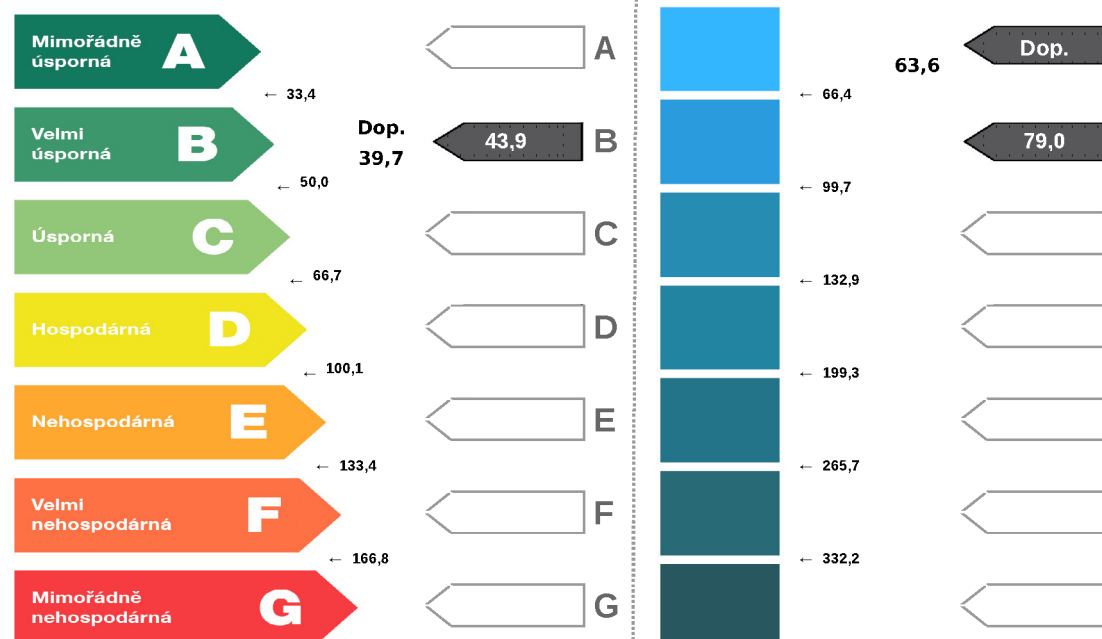 Mimořádně
úsporná
A
A
Dop.
63,6
← 33,4
← 66,4
Velmi
úsporná
B
Dop.
39,7
43,9
B
79,0
← 50,0
← 99,7
Úsporná
C
C
← 66,7
← 132,9
Hospodárná
D
D
← 100,1
← 199,3
Nehospodárná
E
E
← 133,4
← 265,7
Velmi
nehospodárná
F
F
← 166,8
← 332,2
Mimořádně
nehospodárná
G
G